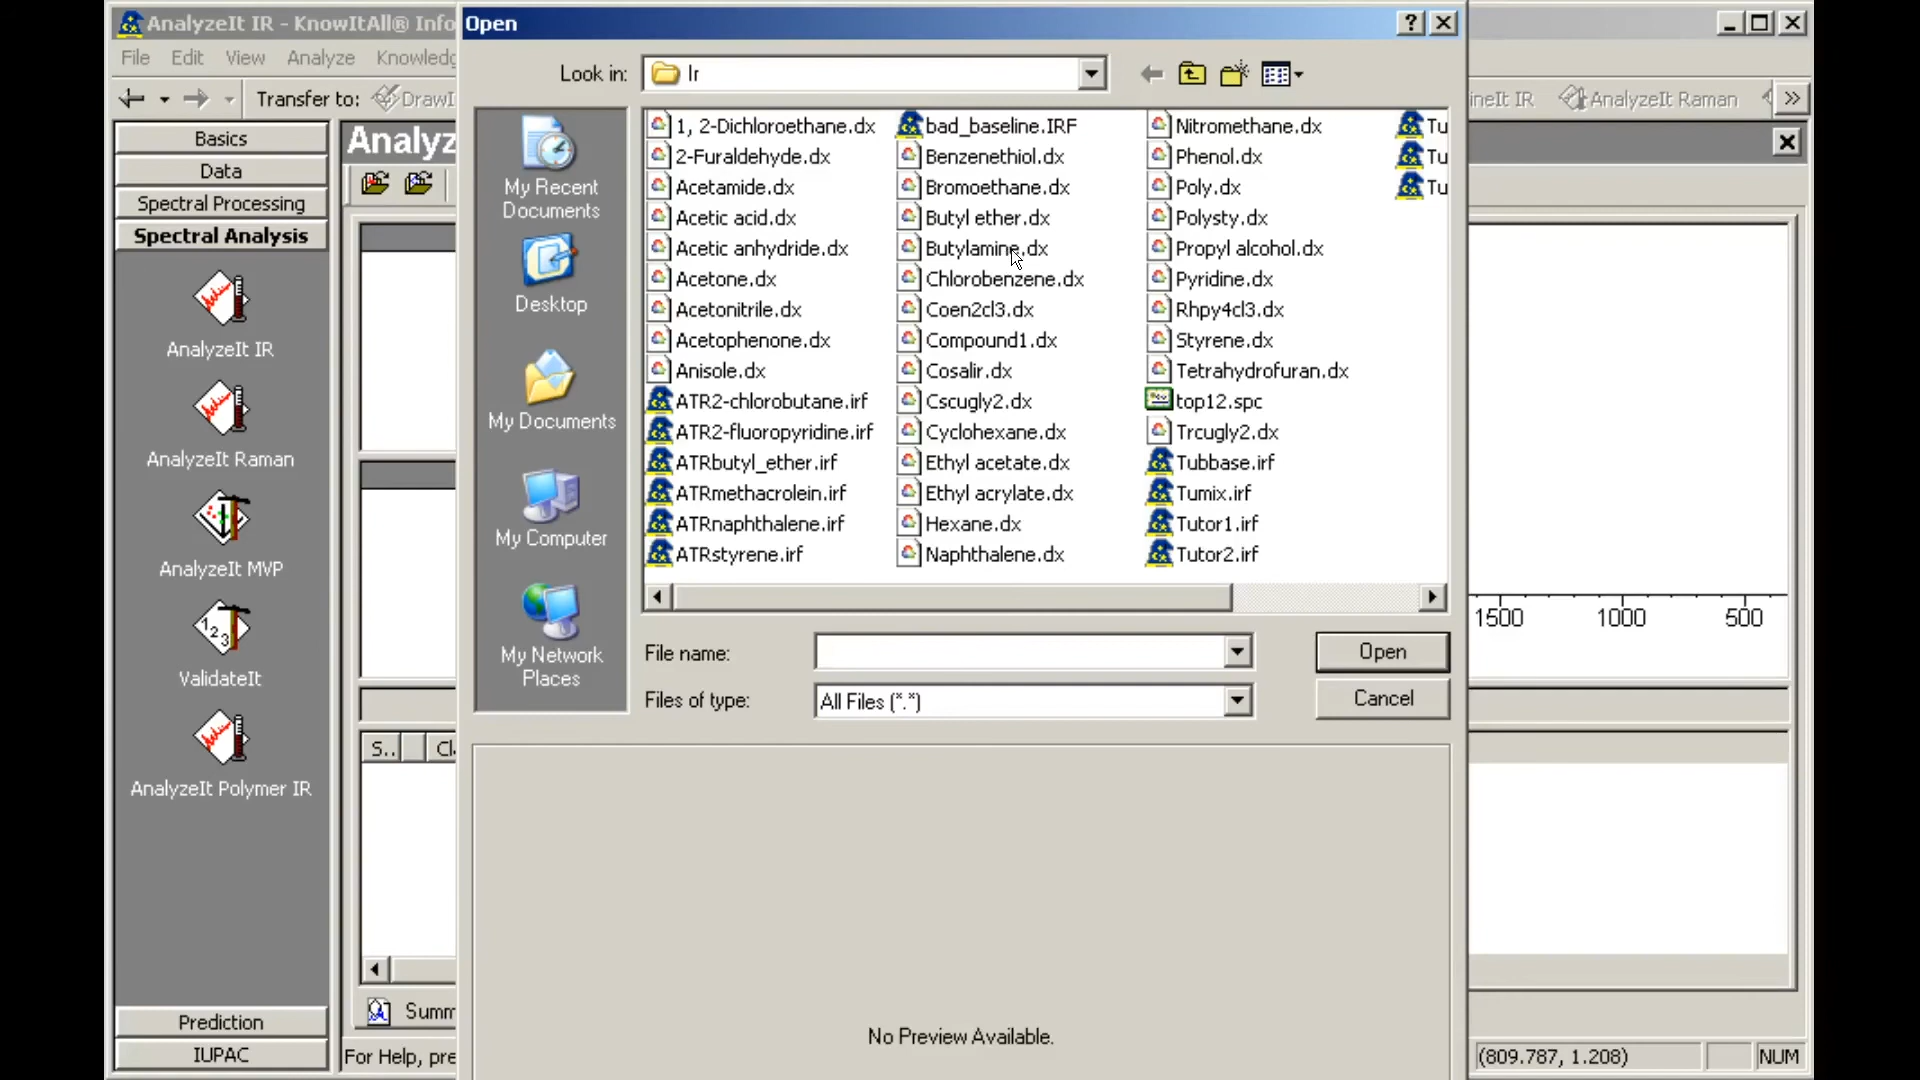 AnalyzeIt IR - KnowItAll® Info
Open
File Edit View Analyze Knowledg
Look in: Ir
Transfer to: DrawI
neIt IR AnalyzeIt Raman
Basics
Data
Spectral Processing
Spectral Analysis
AnalyzeIt IR
AnalyzeIt Raman
AnalyzeIt MVP
ValidateIt
AnalyzeIt Polymer IR
Prediction
IUPAC
Analyz
S.. Cl
Summ
For Help, pre
My Recent
Documents
Desktop
My Documents
My Computer
My Network
Places
1, 2-Dichloroethane.dx
2-Furaldehyde.dx
Acetamide.dx
Acetic acid.dx
Acetic anhydride.dx
Acetone.dx
Acetonitrile.dx
Acetophenone.dx
Anisole.dx
ATR2-chlorobutane.irf
ATR2-fluoropyridine.irf
ATRbutyl_ether.irf
ATRmethacrolein.irf
ATRnaphthalene.irf
ATRstyrene.irf
bad_baseline.IRF
Benzenethiol.dx
Bromoethane.dx
Butyl ether.dx
Butylamine.dx
Chlorobenzene.dx
Coen2cl3.dx
Compound1.dx
Cosalir.dx
Cscugly2.dx
Cyclohexane.dx
Ethyl acetate.dx
Ethyl acrylate.dx
Hexane.dx
Naphthalene.dx
Nitromethane.dx
Phenol.dx
Poly.dx
Polysty.dx
Propyl alcohol.dx
Pyridine.dx
Rhpy4cl3.dx
Styrene.dx
Tetrahydrofuran.dx
top12.spc
Trcugly2.dx
Tubbase.irf
Tumix.irf
Tutor1.irf
Tutor2.irf
Tu
Tu
Tu
File name: Open
Files of type: All Files (*.*) Cancel
No Preview Available.
1500 1000 500
(809.787, 1.208) NUM